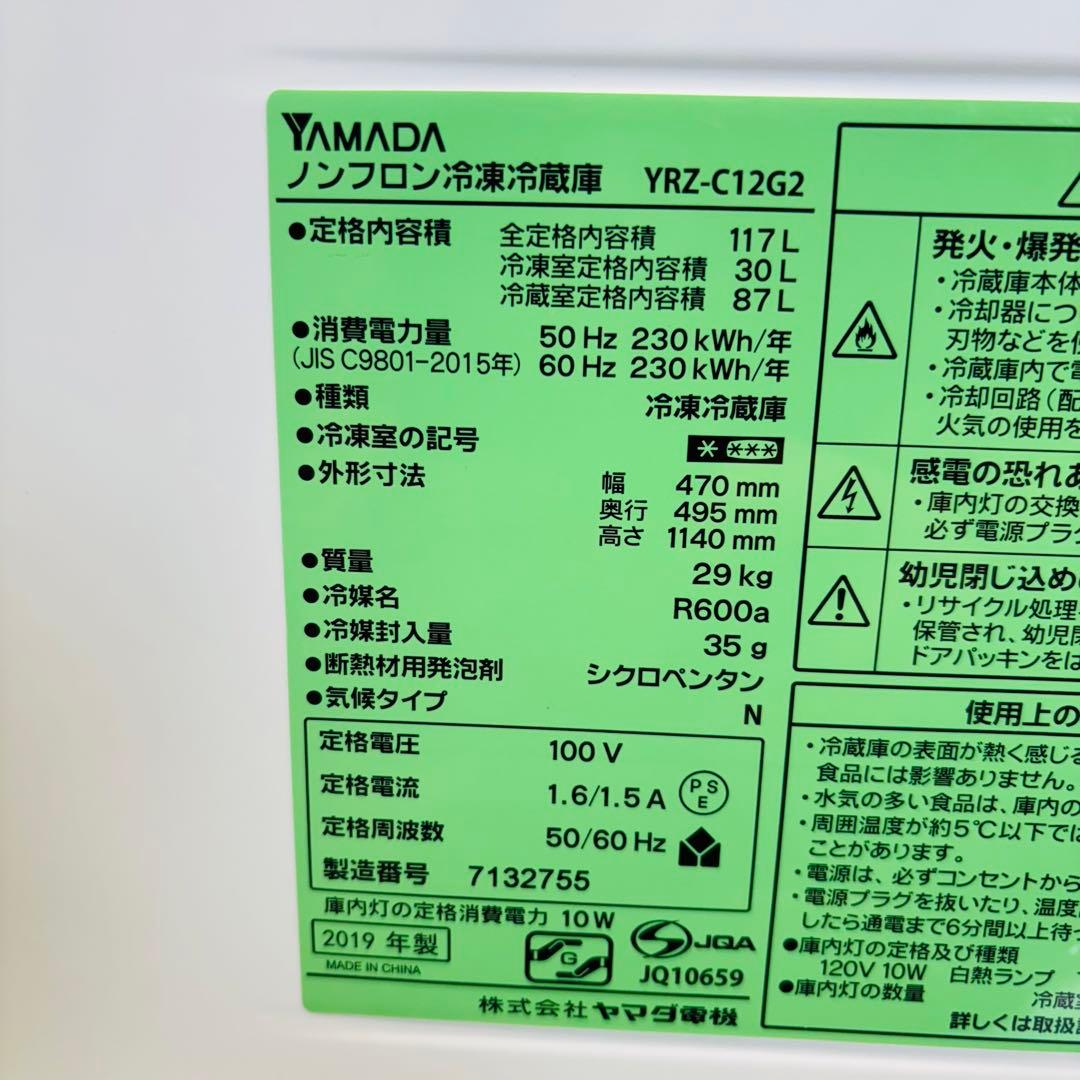 YAMADA
ノンフロン冷凍冷蔵庫 YRZ-C12G2
●定格内容積 全定格内容積 117 L
冷凍室定格内容積 30 L
冷蔵室定格内容積 87 L
●消費電力量 50 Hz 230 kWh/年
(JIS C9801-2015年) 60 Hz 230 kWh/年
●種類 冷凍冷蔵庫
●冷凍室の記号 * ***
●外形寸法 幅 470 mm
奥行 495 mm
高さ 1140 mm
●質量 29 kg
●冷媒名 R600a
●冷媒封入量 35 g
●断熱材用発泡剤 シクロペンタン
●気候タイプ N
定格電圧 100 V
定格電流 1.6/1.5 A PSE
定格周波数 50/60 Hz
製造番号 7132755
庫内灯の定格消費電力 10 W
2019 年製
MADE IN CHINA
G
JQA
JQ10659
株式会社 ヤマダ電機
発火・爆発
・冷蔵庫本体
・冷却器につ
刃物などを使
・冷蔵庫内で電
・冷却回路(配
火気の使用を
感電の恐れあ
・庫内灯の交換
必ず電源プラグ
幼児閉じ込めの
・リサイクル処理
保管され、幼児閉
ドアパッキンをは
使用上の
・冷蔵庫の表面が熱く感じる
食品には影響ありません。
・水気の多い食品は、庫内の
・周囲温度が約5℃以下では
ことがあります。
・電源は、必ずコンセントから
・電源プラグを抜いたり、温度
したら通電まで6分間以上待
●庫内灯の定格及び種類
120V 10W 白熱ランプ
●庫内灯の数量
冷蔵室
詳しくは取扱説